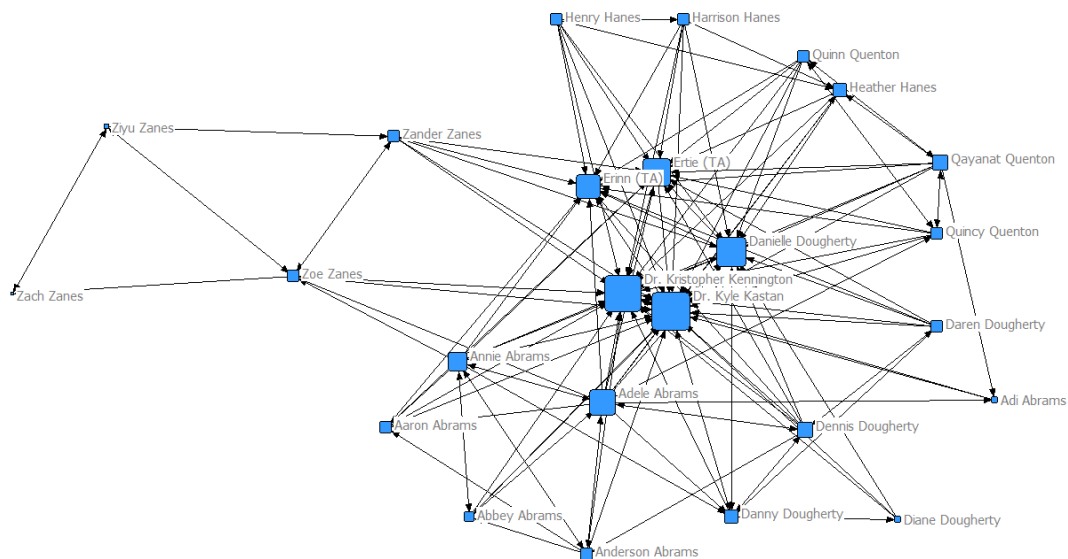 Henry Hanes
Harrison Hanes
Quinn Quenton
Heather Hanes
Ziyu Zanes
Zander Zanes
Ertie (TA)
Qayanat Quenton
Erinn (TA)
Quincy Quenton
Danielle Dougherty
Zoe Zanes
Dr. Kristopher Kennington
Zach Zanes
Dr. Kyle Kastan
Daren Dougherty
Annie Abrams
Adele Abrams
Adi Abrams
Aaron Abrams
Dennis Dougherty
Abbey Abrams
Danny Dougherty
Diane Dougherty
Anderson Abrams